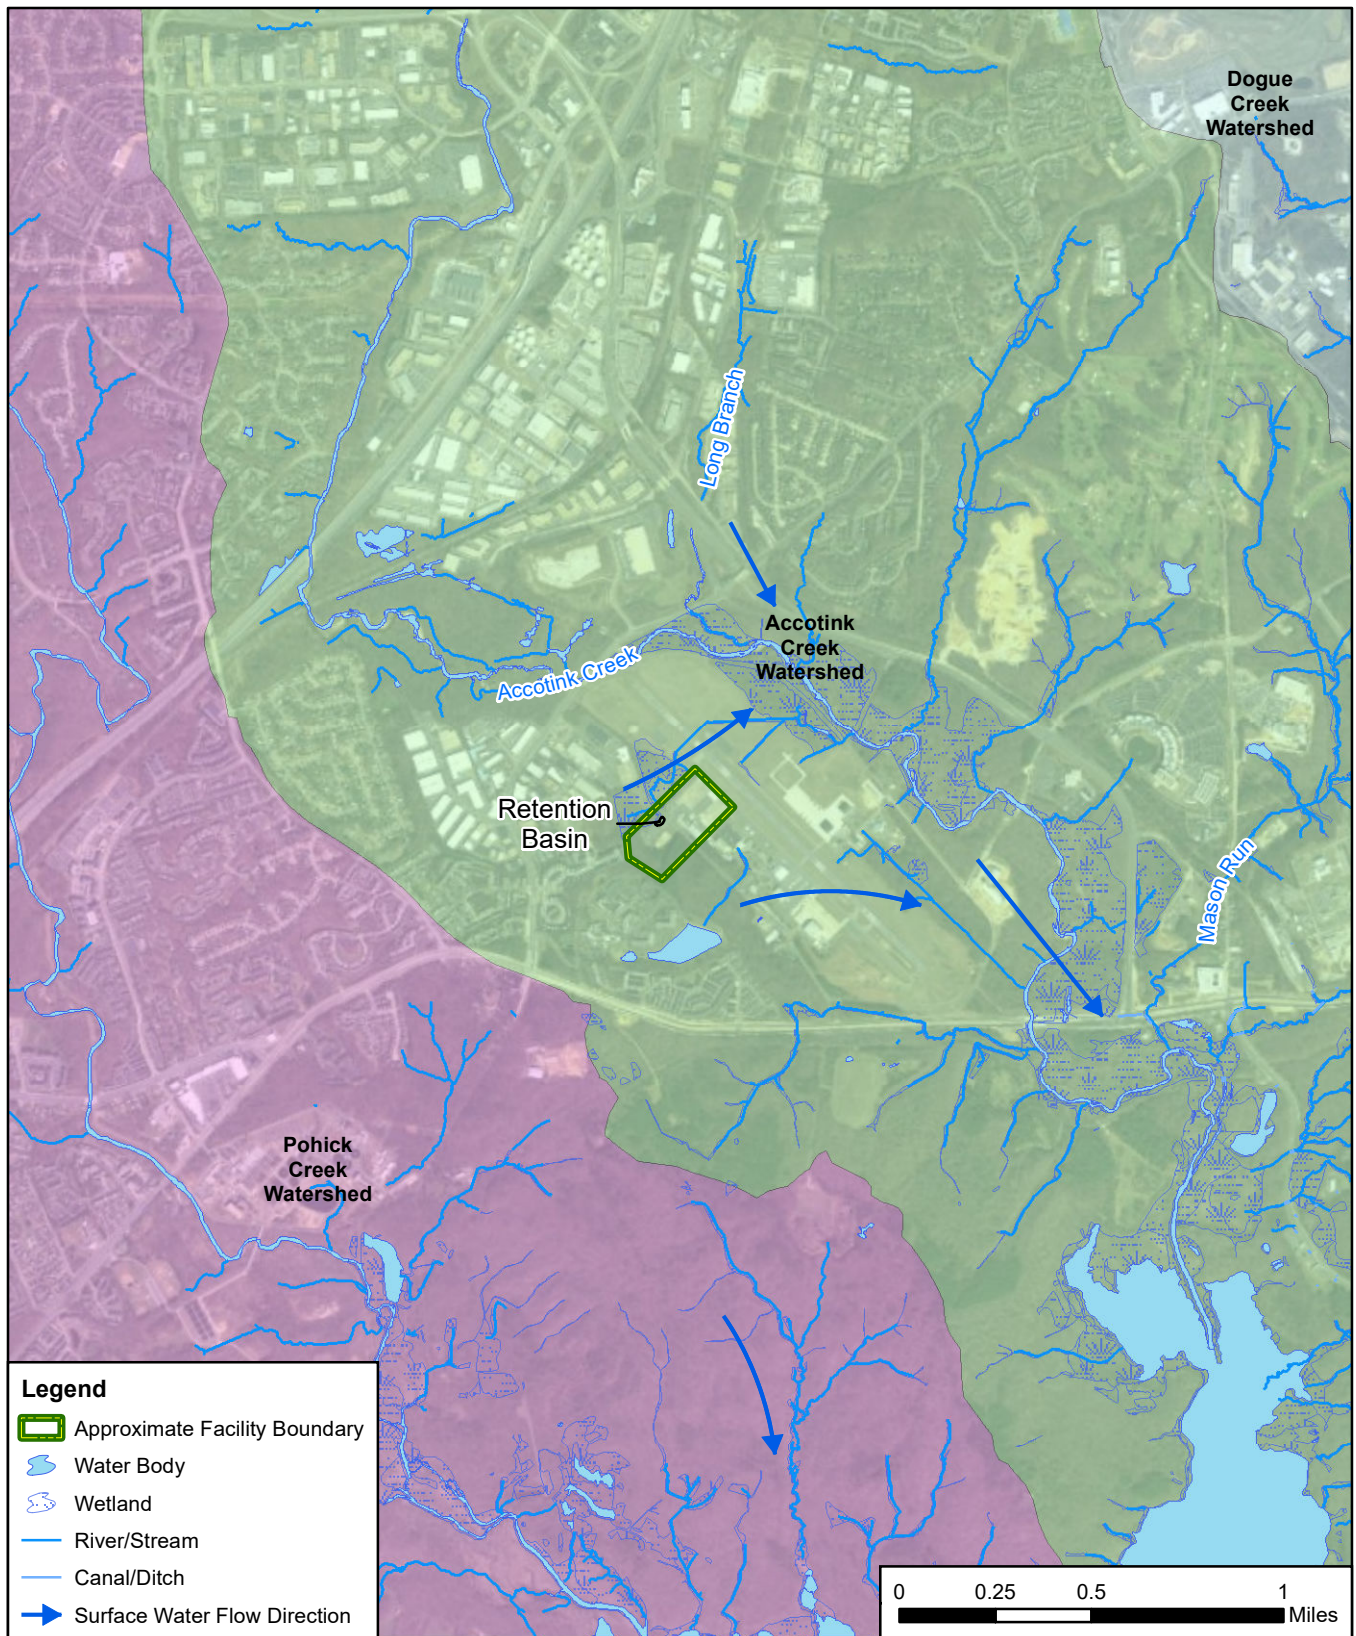 Dogue
Creek
Watershed
Long Branch
Accotink
Creek
Watershed
Accotink Creek
Retention
Basin
Mason Run
Pohick
Creek
Watershed
Legend
Approximate Facility Boundary
Water Body
Wetland
River/Stream
Canal/Ditch
Surface Water Flow Direction
0 0.25 0.5 1
Miles